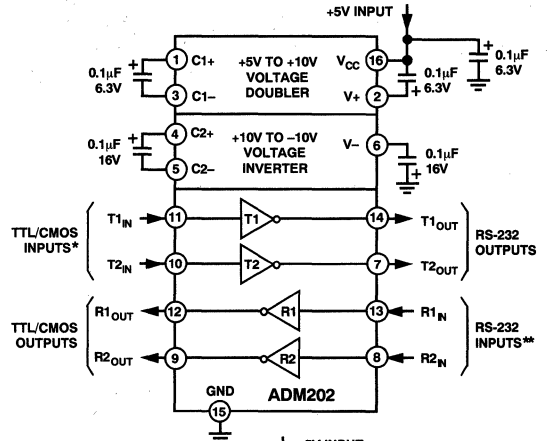 +5V INPUT
1 C1+ +5V TO +10V VCC 16
0.1µF VOLTAGE 0.1µF 0.1µF
6.3V DOUBLER 6.3V 6.3V
3 C1– V+ 2
4 C2+ +10V TO –10V V– 6
0.1µF VOLTAGE 0.1µF
16V INVERTER 16V
5 C2–
T1IN 11 T1 14 T1OUT
TTL/CMOS RS-232
INPUTS* OUTPUTS
T2IN 10 T2 7 T2OUT
R1OUT 12 R1 13 R1IN
TTL/CMOS RS-232
OUTPUTS INPUTS**
R2OUT 9 R2 8 R2IN
GND ADM202
15